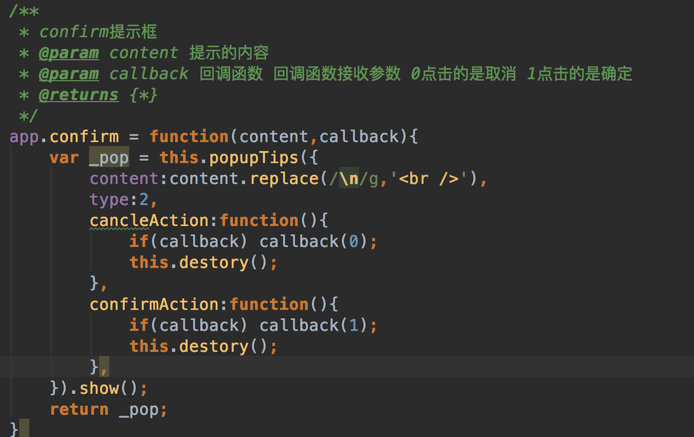 /**
 * confirm提示框
 * @param content 提示的内容
 * @param callback 回调函数 回调函数接收参数 0点击的是取消 1点击的是确定
 * @returns {*}
 */
app.confirm = function(content,callback){
    var _pop = this.popupTips({
        content:content.replace(/\n/g,'<br />'),
        type:2,
        cancleAction:function(){
            if(callback) callback(0);
            this.destory();
        },
        confirmAction:function(){
            if(callback) callback(1);
            this.destory();
        },
    }).show();
    return _pop;
}